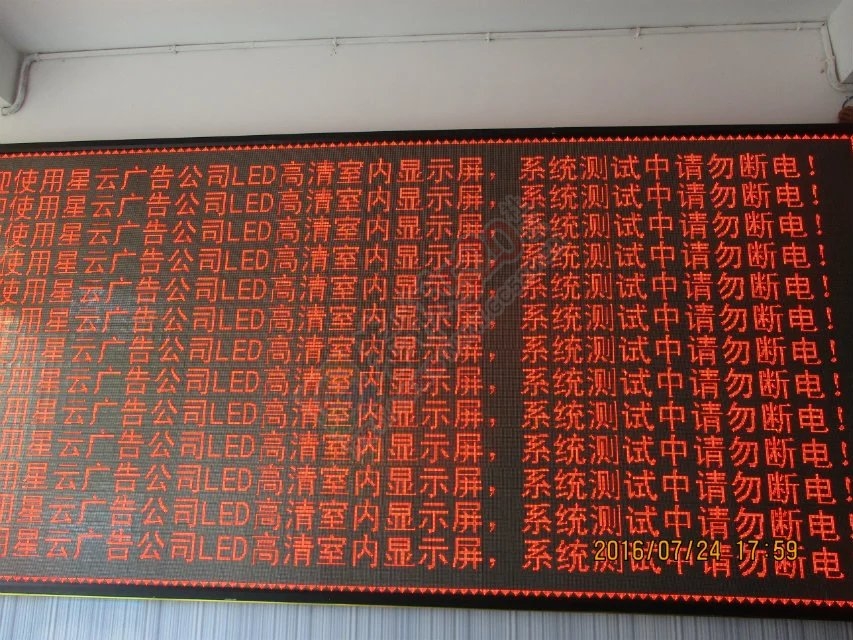 迎使用星云广告公司LED高清室内显示屏，系统测试中请勿断电！
使用星云广告公司LED高清室内显示屏，系统测试中请勿断电！
使用星云广告公司LED高清室内显示屏，系统测试中请勿断电！
使用星云广告公司LED高清室内显示屏，系统测试中请勿断电！
使用星云广告公司LED高清室内显示屏，系统测试中请勿断电！
用星云广告公司LED高清室内显示屏，系统测试中请勿断电！
用星云广告公司LED高清室内显示屏，系统测试中请勿断电！
用星云广告公司LED高清室内显示屏，系统测试中请勿断电！
用星云广告公司LED高清室内显示屏，系统测试中请勿断电！
用星云广告公司LED高清室内显示屏，系统测试中请勿断电！
用星云广告公司LED高清室内显示屏，系统测试中请勿断电！
星云广告公司LED高清室内显示屏，系统测试中请勿断电！
星云广告公司LED高清室内显示屏，系统测试中请勿断电
2016/07/24 17:59